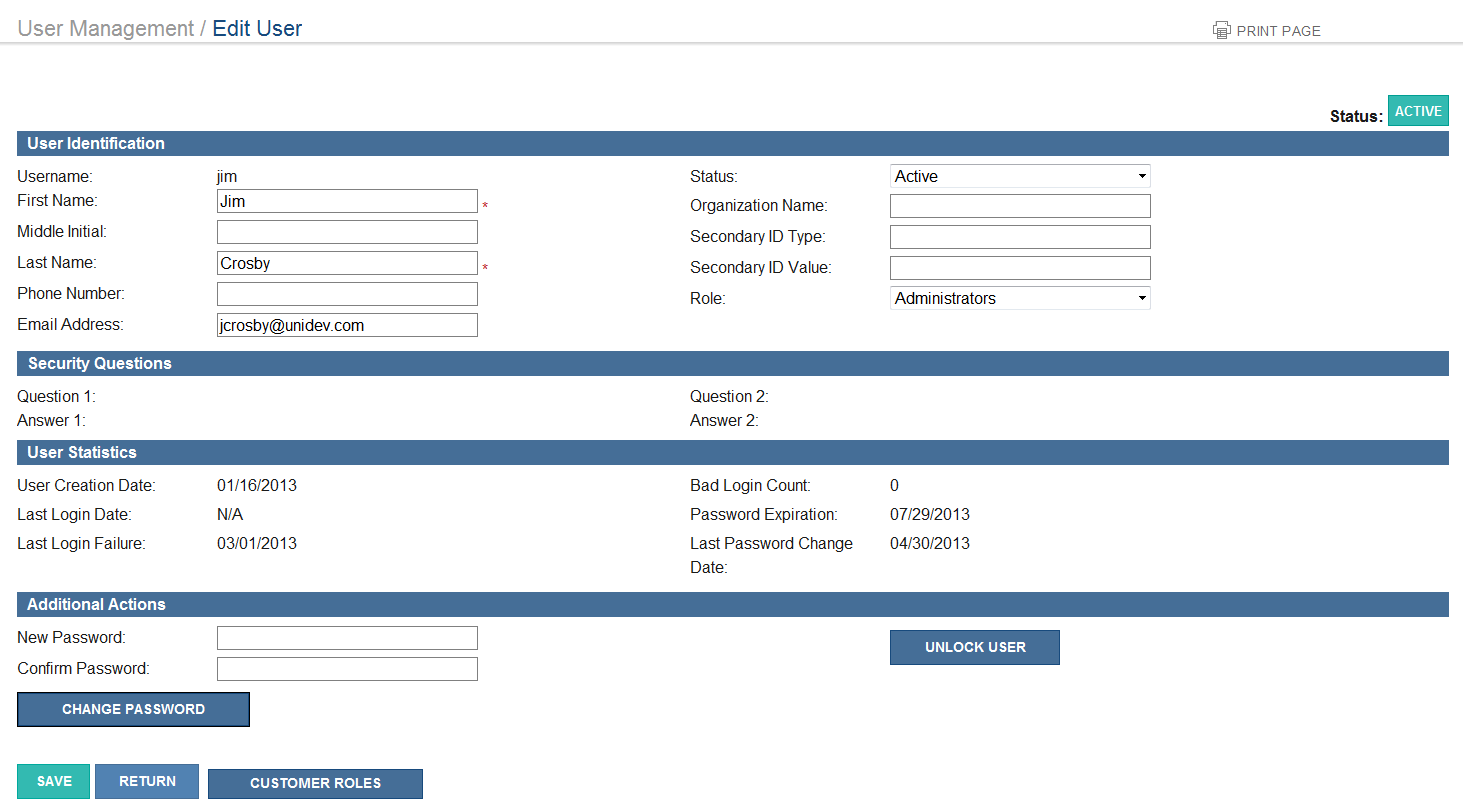 User Management / Edit User
PRINT PAGE
Status: ACTIVE
User Identification
Username: jim
Status: Active
First Name: Jim *
Organization Name:
Middle Initial:
Secondary ID Type:
Last Name: Crosby *
Secondary ID Value:
Phone Number:
Role: Administrators
Email Address: jcrosby@unidev.com
Security Questions
Question 1:
Question 2:
Answer 1:
Answer 2:
User Statistics
User Creation Date: 01/16/2013
Bad Login Count: 0
Last Login Date: N/A
Password Expiration: 07/29/2013
Last Login Failure: 03/01/2013
Last Password Change 04/30/2013
Date:
Additional Actions
New Password:
UNLOCK USER
Confirm Password:
CHANGE PASSWORD
SAVE RETURN CUSTOMER ROLES